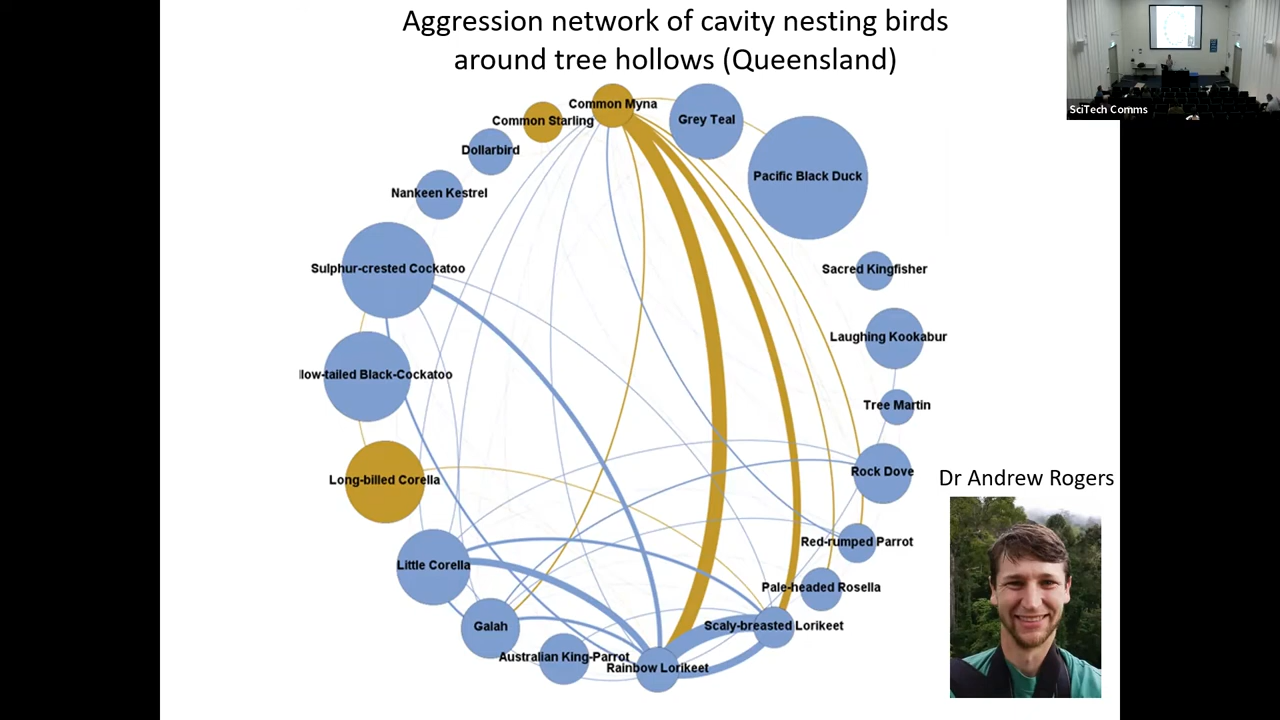 Aggression network of cavity nesting birds
around tree hollows (Queensland)
SciTech Comms
Common Myna
Common Starling
Grey Teal
Dollarbird
Pacific Black Duck
Nankeen Kestrel
Sulphur-crested Cockatoo
Sacred Kingfisher
Laughing Kookabur
low-tailed Black-Cockatoo
Tree Martin
Long-billed Corella
Rock Dove
Dr Andrew Rogers
Red-rumped Parrot
Little Corella
Pale-headed Rosella
Galah
Scaly-breasted Lorikeet
Australian King-Parrot
Rainbow Lorikeet